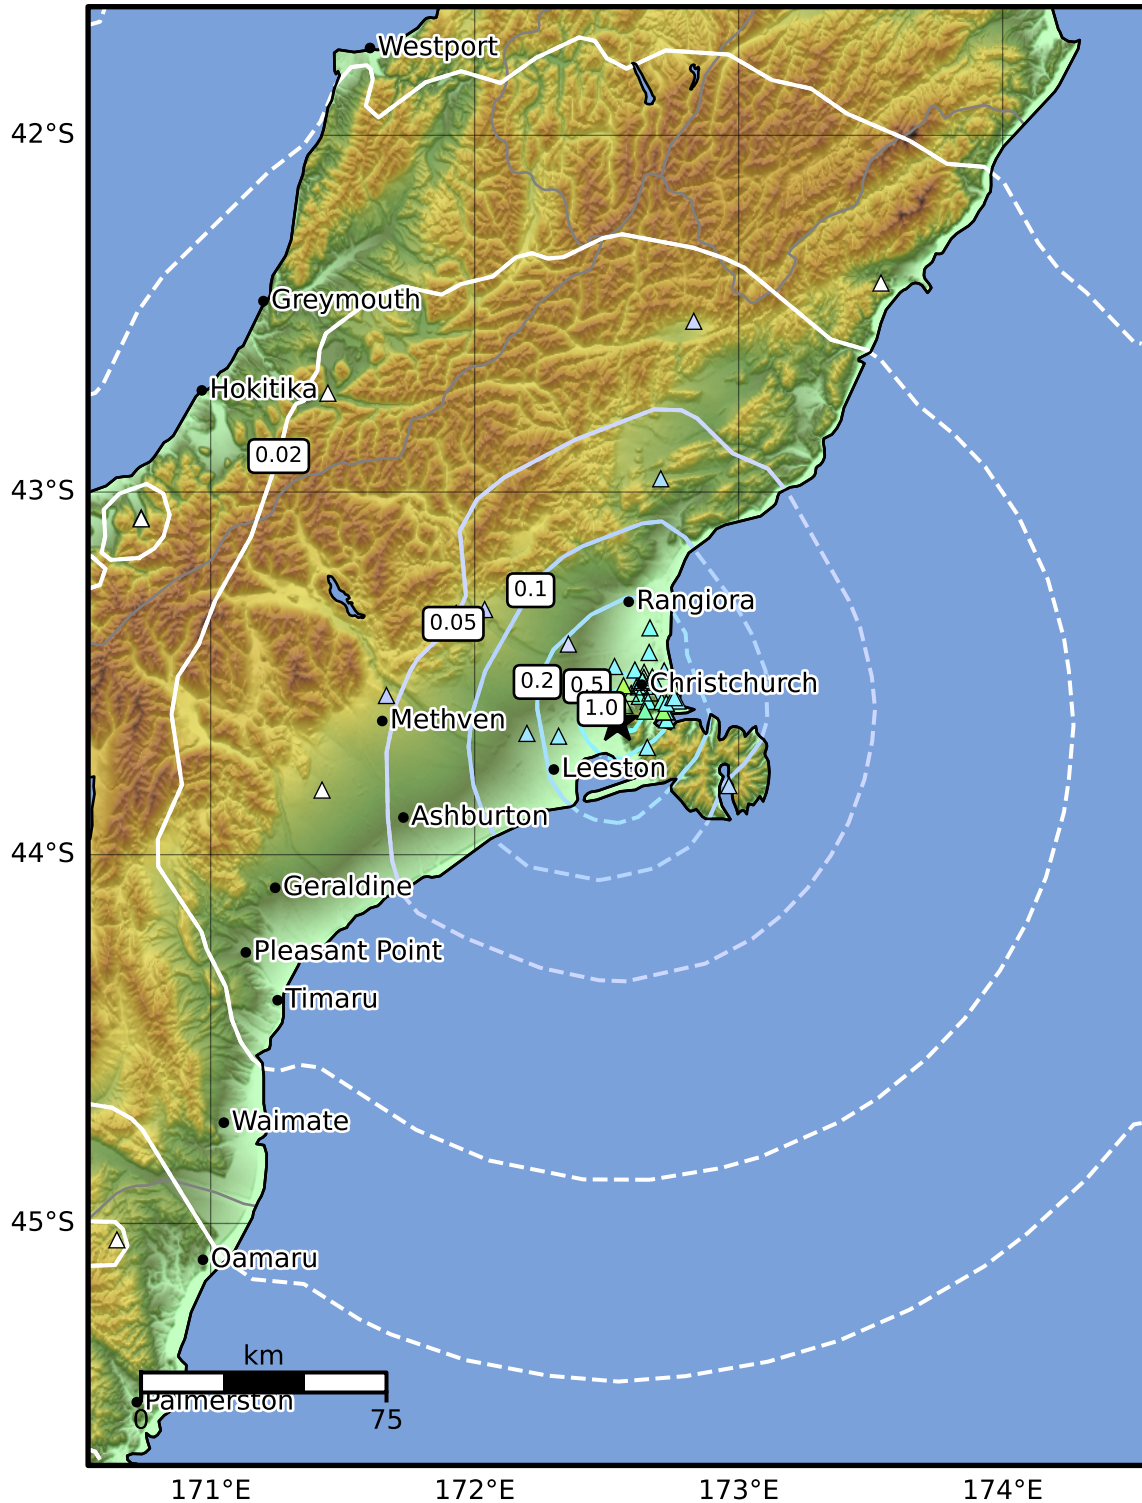 Westport
42°S
Greymouth
Hokitika
0.02
43°S
0.1
Rangiora
0.05
0.2
0.5
Christchurch
1.0
Methven
Leeston
Ashburton
44°S
Geraldine
Pleasant Point
Timaru
Waimate
45°S
Oamaru
km
Palmerston
0
75
171°E
172°E
173°E
174°E